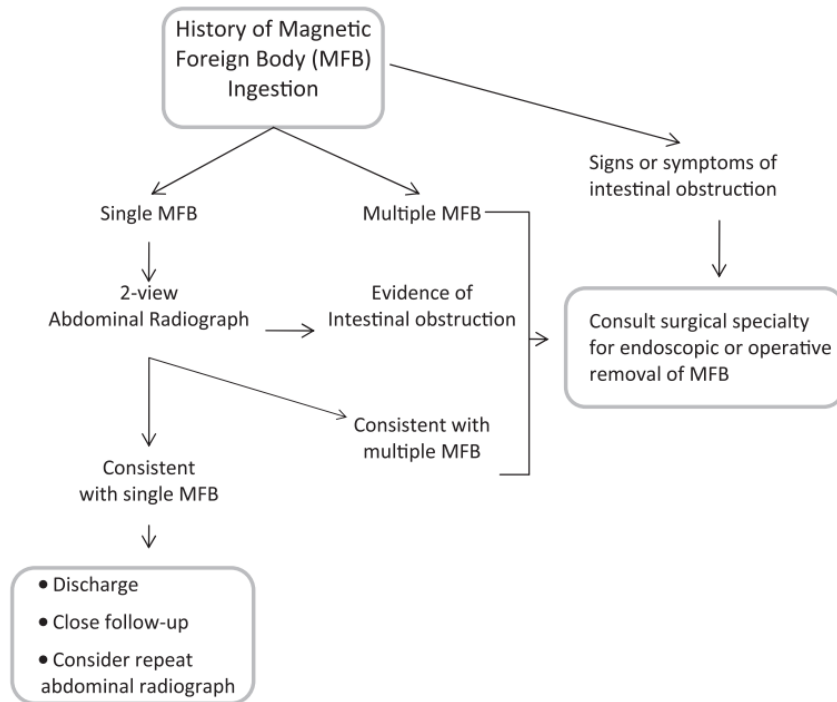 History of Magnetic
Foreign Body (MFB)
Ingestion
Signs or symptoms of
intestinal obstruction
Single MFB
Multiple MFB
2-view
Abdominal Radiograph
Evidence of
Intestinal obstruction
Consult surgical specialty
for endoscopic or operative
removal of MFB
Consistent with
multiple MFB
Consistent
with single MFB
• Discharge
• Close follow-up
• Consider repeat
abdominal radiograph